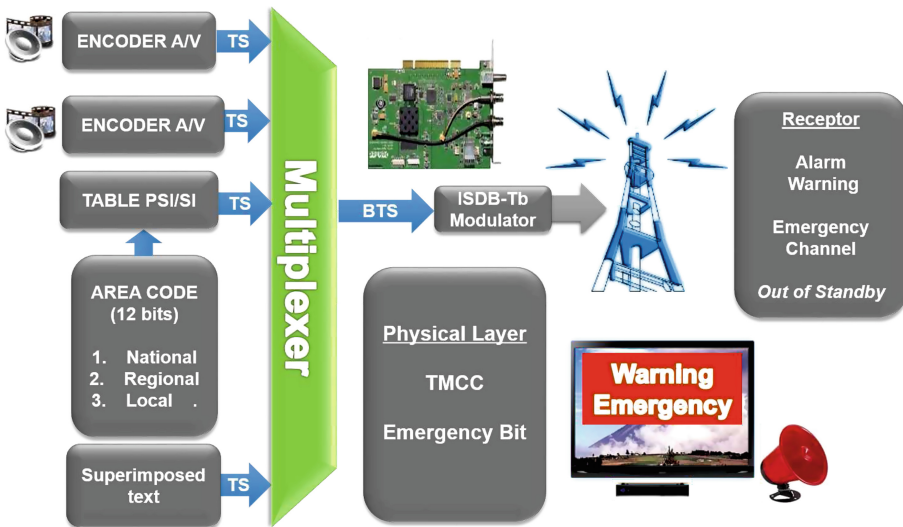 ENCODER A/V
TS
ENCODER A/V
TS
TABLE PSI/SI
TS
AREA CODE
(12 bits)
1. National
2. Regional
3. Local .
Superimposed
text
TS
Multiplexer
BTS
ISDB-Tb
Modulator
Physical Layer
TMCC
Emergency Bit
Receptor
Alarm
Warning
Emergency
Channel
Out of Standby
Warning
Emergency